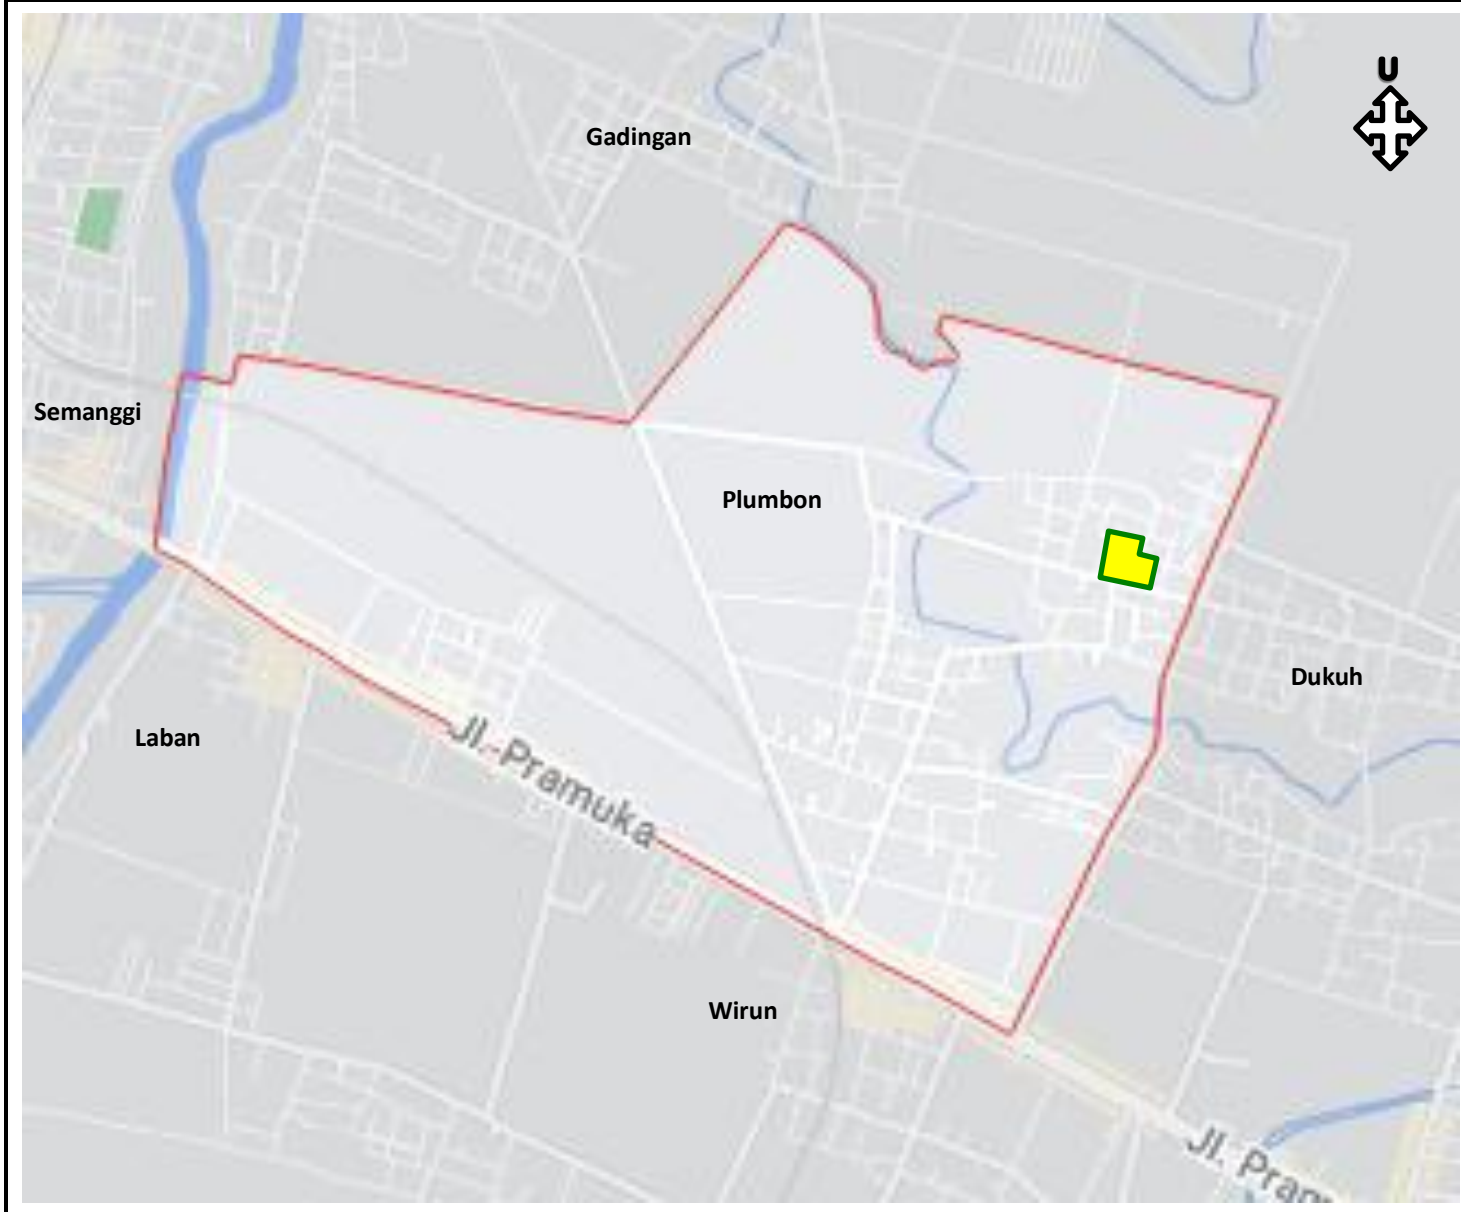 U
Gadingan
Semanggi
Plumbon
Dukuh
Laban
Jl. Pramuka
Wirun
Jl. Pram